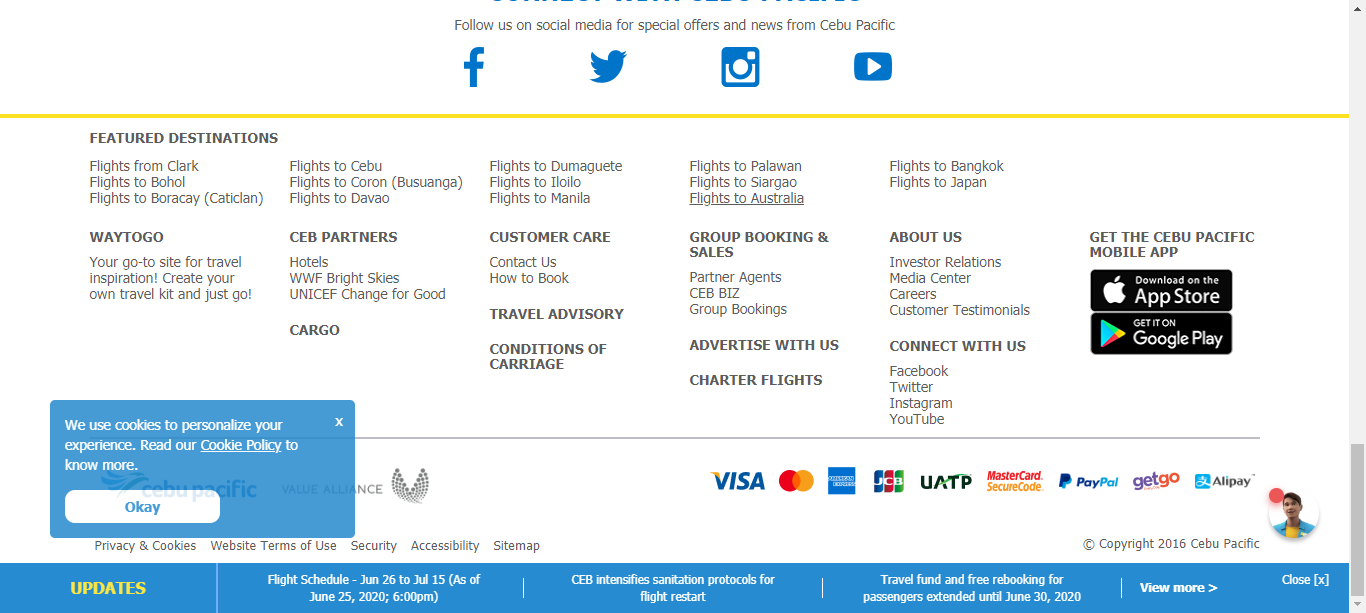 CONNECT WITH CEBU PACIFIC
Follow us on social media for special offers and news from Cebu Pacific
FEATURED DESTINATIONS
Flights from Clark
Flights to Bohol
Flights to Boracay (Caticlan)
Flights to Cebu
Flights to Coron (Busuanga)
Flights to Davao
Flights to Dumaguete
Flights to Iloilo
Flights to Manila
Flights to Palawan
Flights to Siargao
Flights to Australia
Flights to Bangkok
Flights to Japan
WAYTOGO
Your go-to site for travel
inspiration! Create your
own travel kit and just go!
CEB PARTNERS
Hotels
WWF Bright Skies
UNICEF Change for Good
CARGO
CUSTOMER CARE
Contact Us
How to Book
TRAVEL ADVISORY
CONDITIONS OF
CARRIAGE
GROUP BOOKING &
SALES
Partner Agents
CEB BIZ
Group Bookings
ADVERTISE WITH US
CHARTER FLIGHTS
ABOUT US
Investor Relations
Media Center
Careers
Customer Testimonials
CONNECT WITH US
Facebook
Twitter
Instagram
YouTube
GET THE CEBU PACIFIC
MOBILE APP
Download on the
App Store
GET IT ON
Google Play
We use cookies to personalize your
experience. Read our Cookie Policy to
know more.
x
Okay
cebu pacific
VALUE ALLIANCE
VISA
AMERICAN
EXPRESS
JCB
UATP
MasterCard.
SecureCode.
PayPal
getgo
Alipay
Privacy & Cookies
Website Terms of Use
Security
Accessibility
Sitemap
© Copyright 2016 Cebu Pacific
UPDATES
Flight Schedule - Jun 26 to Jul 15 (As of
June 25, 2020; 6:00pm)
CEB intensifies sanitation protocols for
flight restart
Travel fund and free rebooking for
passengers extended until June 30, 2020
View more >
Close [x]